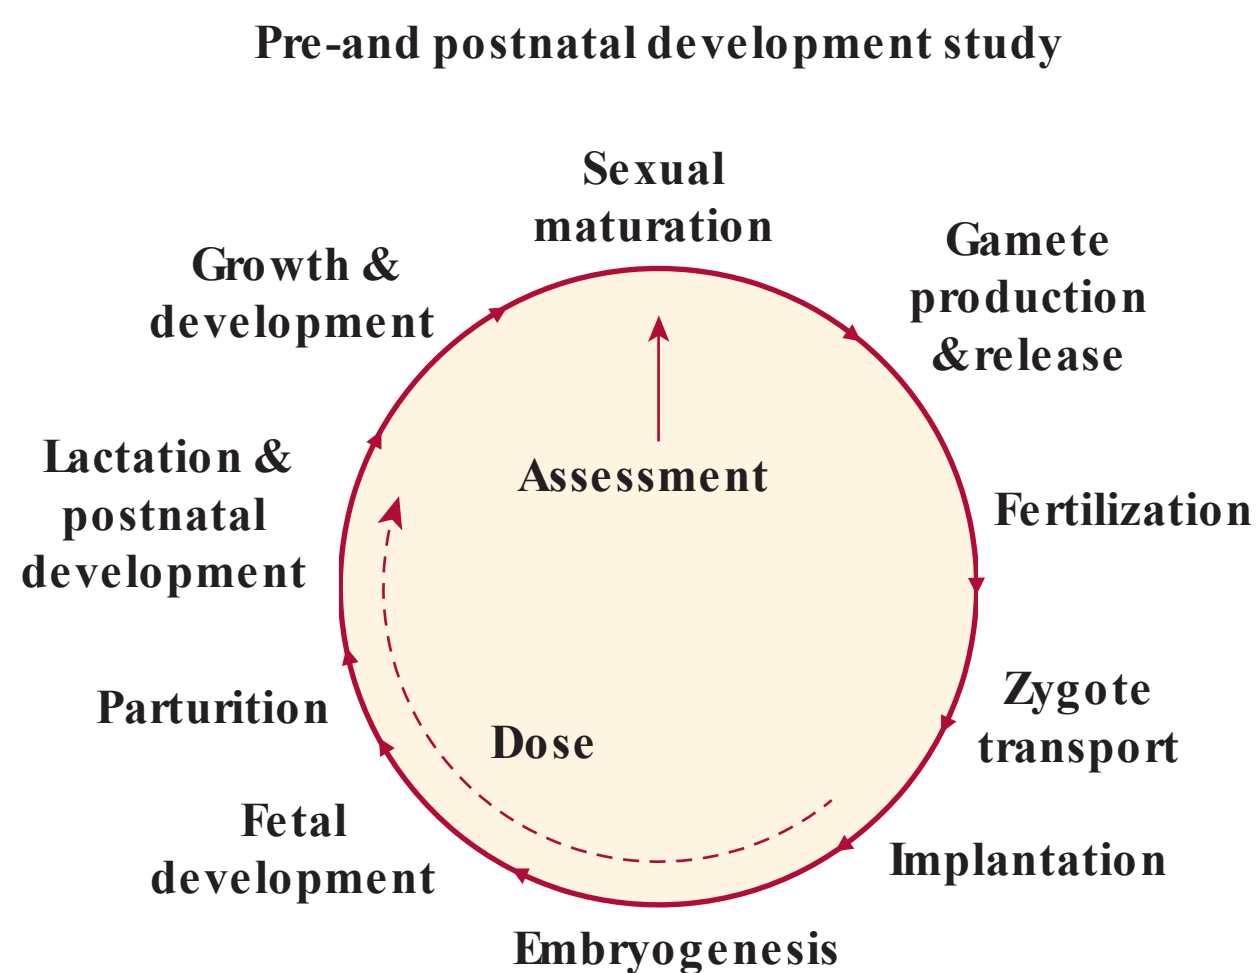 Pre-and postnatal development study
Sexual
maturation
Gamete
production
&release
Fertilization
Zygote
transport
Implantation
Embryogenesis
Fetal
development
Parturition
Lactation &
postnatal
development
Growth &
development
Assessment
Dose